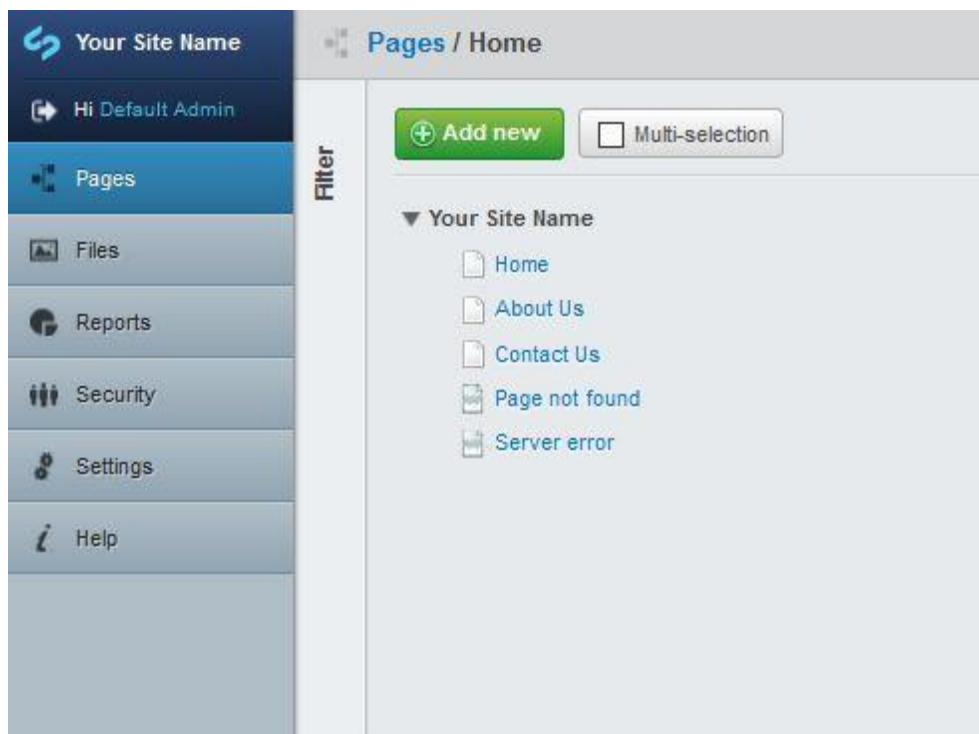 Your Site Name
Hi Default Admin
Pages
Files
Reports
Security
Settings
Help
Pages / Home
Filter
Add new
Multi-selection
Your Site Name
Home
About Us
Contact Us
Page not found
Server error